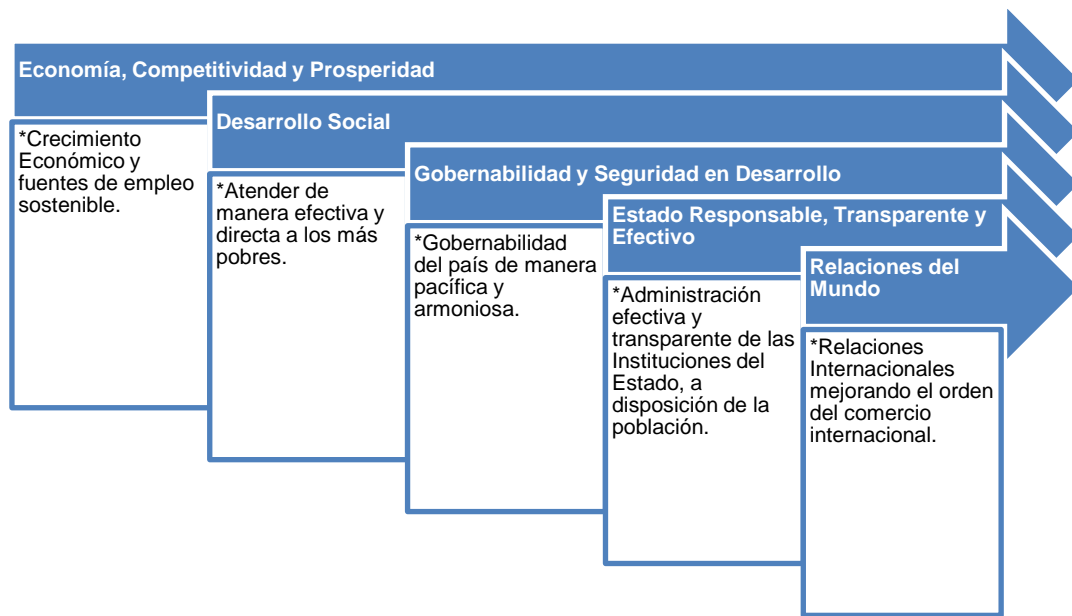 Economía, Competitividad y Prosperidad
*Crecimiento
Económico y
fuentes de empleo
sostenible.
Desarrollo Social
*Atender de
manera efectiva y
directa a los más
pobres.
Gobernabilidad y Seguridad en Desarrollo
*Gobernabilidad
del país de manera
pacífica y
armoniosa.
Estado Responsable, Transparente y
Efectivo
*Administración
efectiva y
transparente de las
Instituciones del
Estado, a
disposición de la
población.
Relaciones del
Mundo
*Relaciones
Internacionales
mejorando el orden
del comercio
internacional.